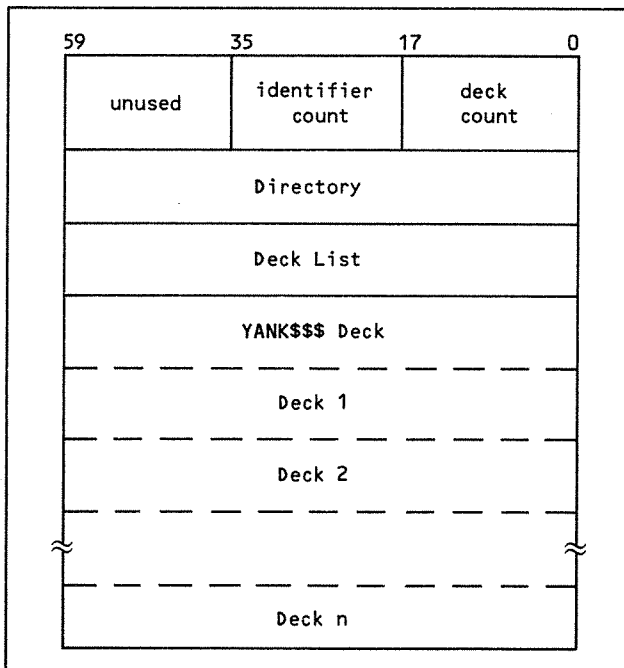 59 35 17 0
unused identifier count deck count
Directory
Deck List
YANK$$$ Deck
Deck 1
Deck 2
Deck n